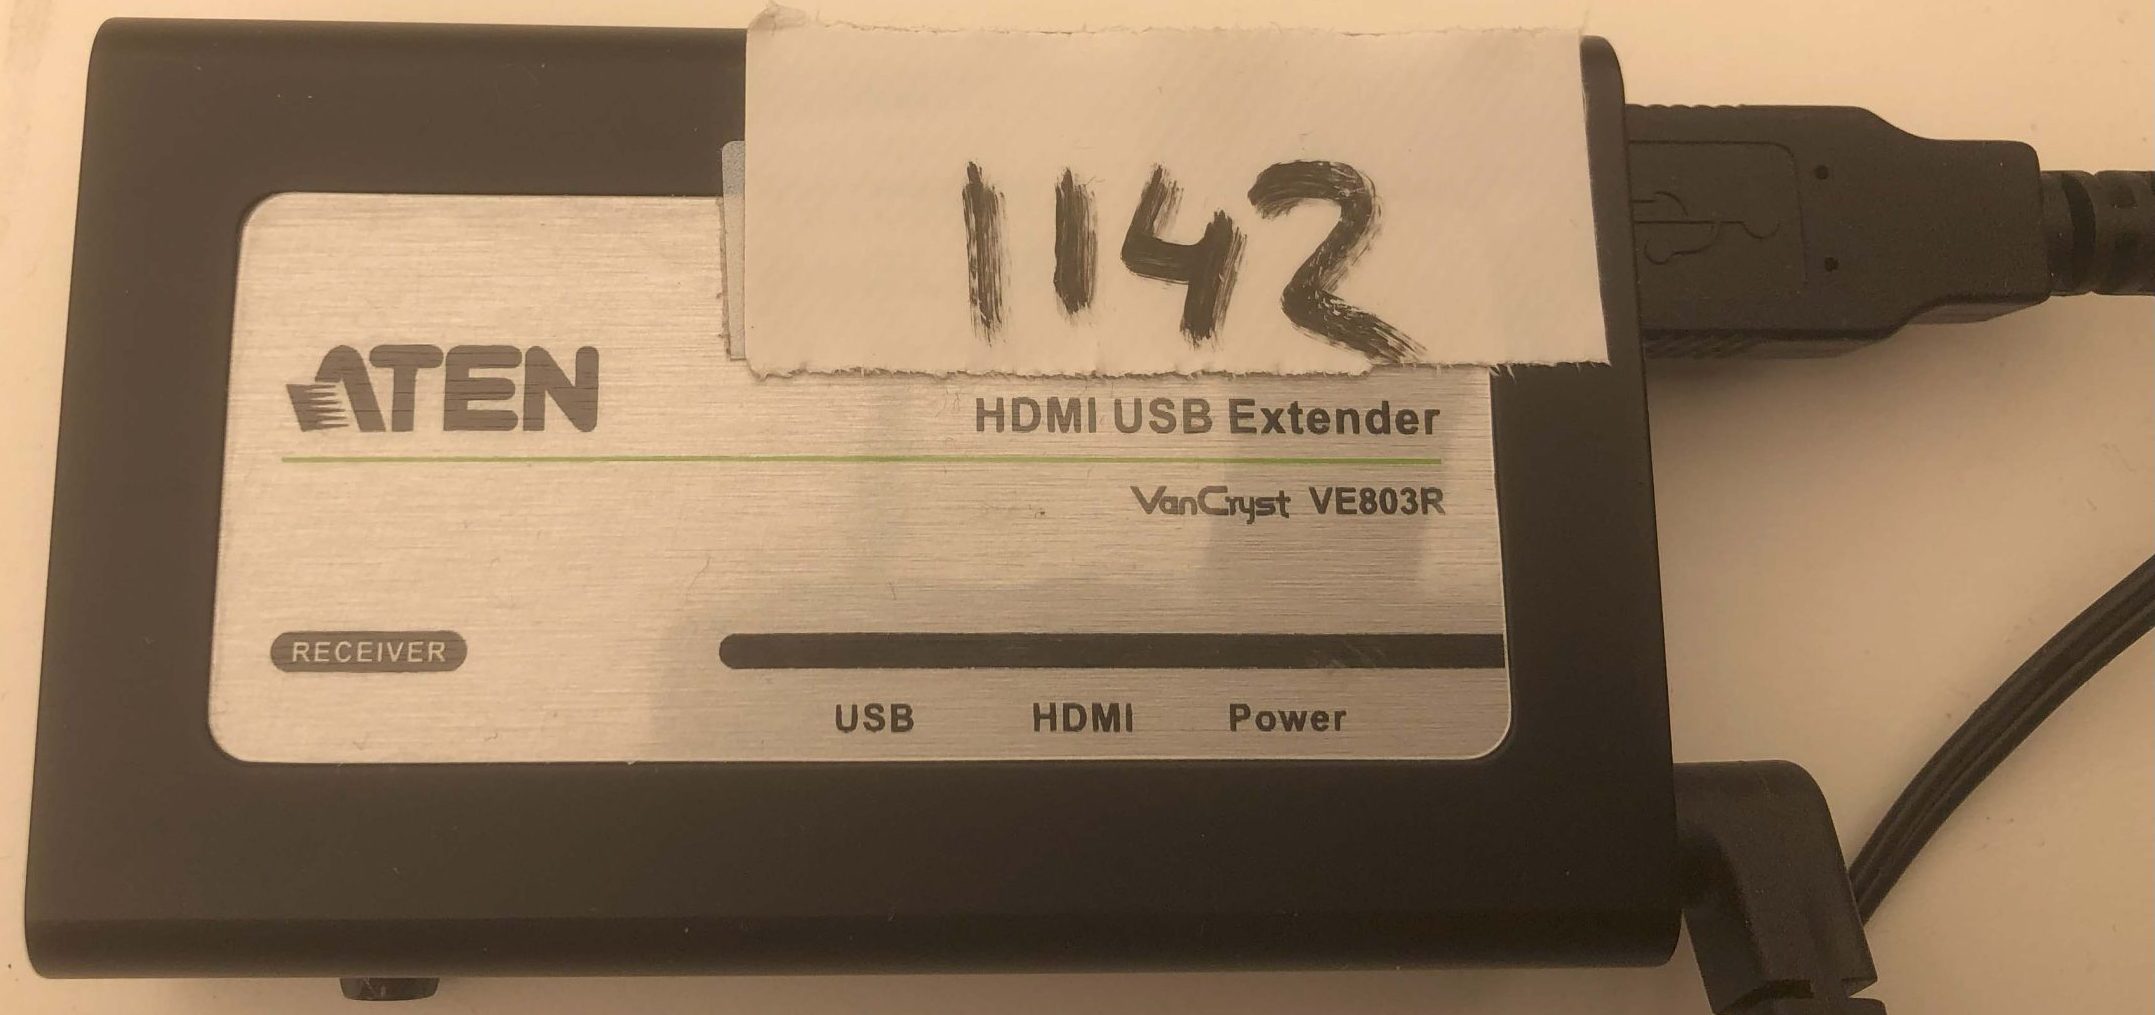 1142
ATEN
HDMI USB Extender
VanCryst VE803R
RECEIVER
USB HDMI Power